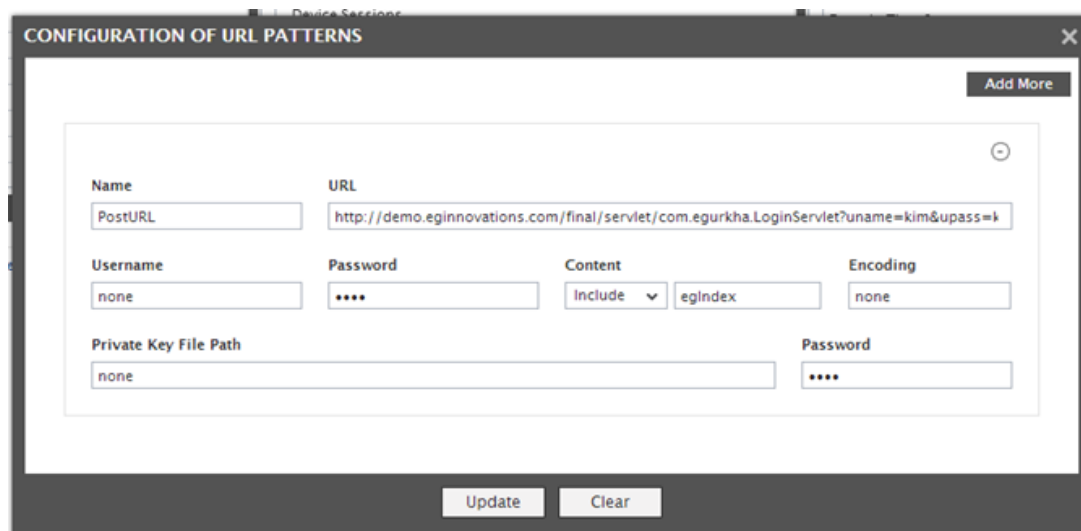 Device Sessions
CONFIGURATION OF URL PATTERNS
Add More
Name URL
PostURL http://demo.eginnovations.com/final/servlet/com.egurkha.LoginServlet?uname=kim&upass=k
Username Password Content Encoding
none •••• Include egIndex none
Private Key File Path Password
none ••••
Update Clear